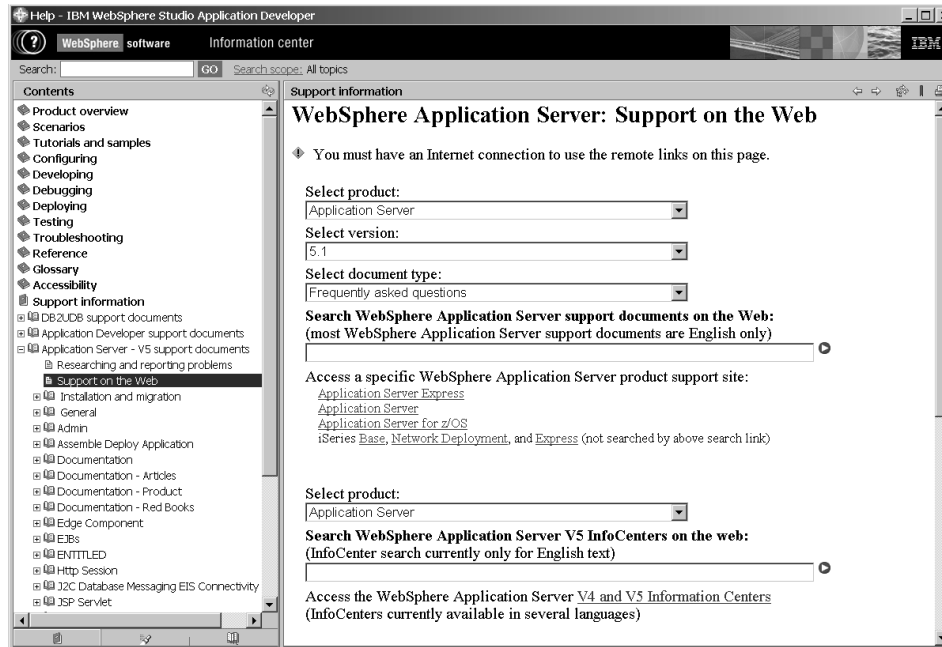 Help - IBM WebSphere Studio Application Developer
WebSphere software Information center
IBM
Search: GO Search scope: All topics
Contents
Product overview
Scenarios
Tutorials and samples
Configuring
Developing
Debugging
Deploying
Testing
Troubleshooting
Reference
Glossary
Accessibility
Support information
DB2UDB support documents
Application Developer support documents
Application Server - V5 support documents
Researching and reporting problems
Support on the Web
Installation and migration
General
Admin
Assemble Deploy Application
Documentation
Documentation - Articles
Documentation - Product
Documentation - Red Books
Edge Component
EJBs
ENTITLED
Http Session
J2C Database Messaging EIS Connectivity
JSP Servlet
Support information
WebSphere Application Server: Support on the Web
You must have an Internet connection to use the remote links on this page.
Select product:
Application Server
Select version:
5.1
Select document type:
Frequently asked questions
Search WebSphere Application Server support documents on the Web:
(most WebSphere Application Server support documents are English only)
Access a specific WebSphere Application Server product support site:
Application Server Express
Application Server
Application Server for z/OS
iSeries Base, Network Deployment, and Express (not searched by above search link)
Select product:
Application Server
Search WebSphere Application Server V5 InfoCenters on the web:
(InfoCenter search currently only for English text)
Access the WebSphere Application Server V4 and V5 Information Centers
(InfoCenters currently available in several languages)